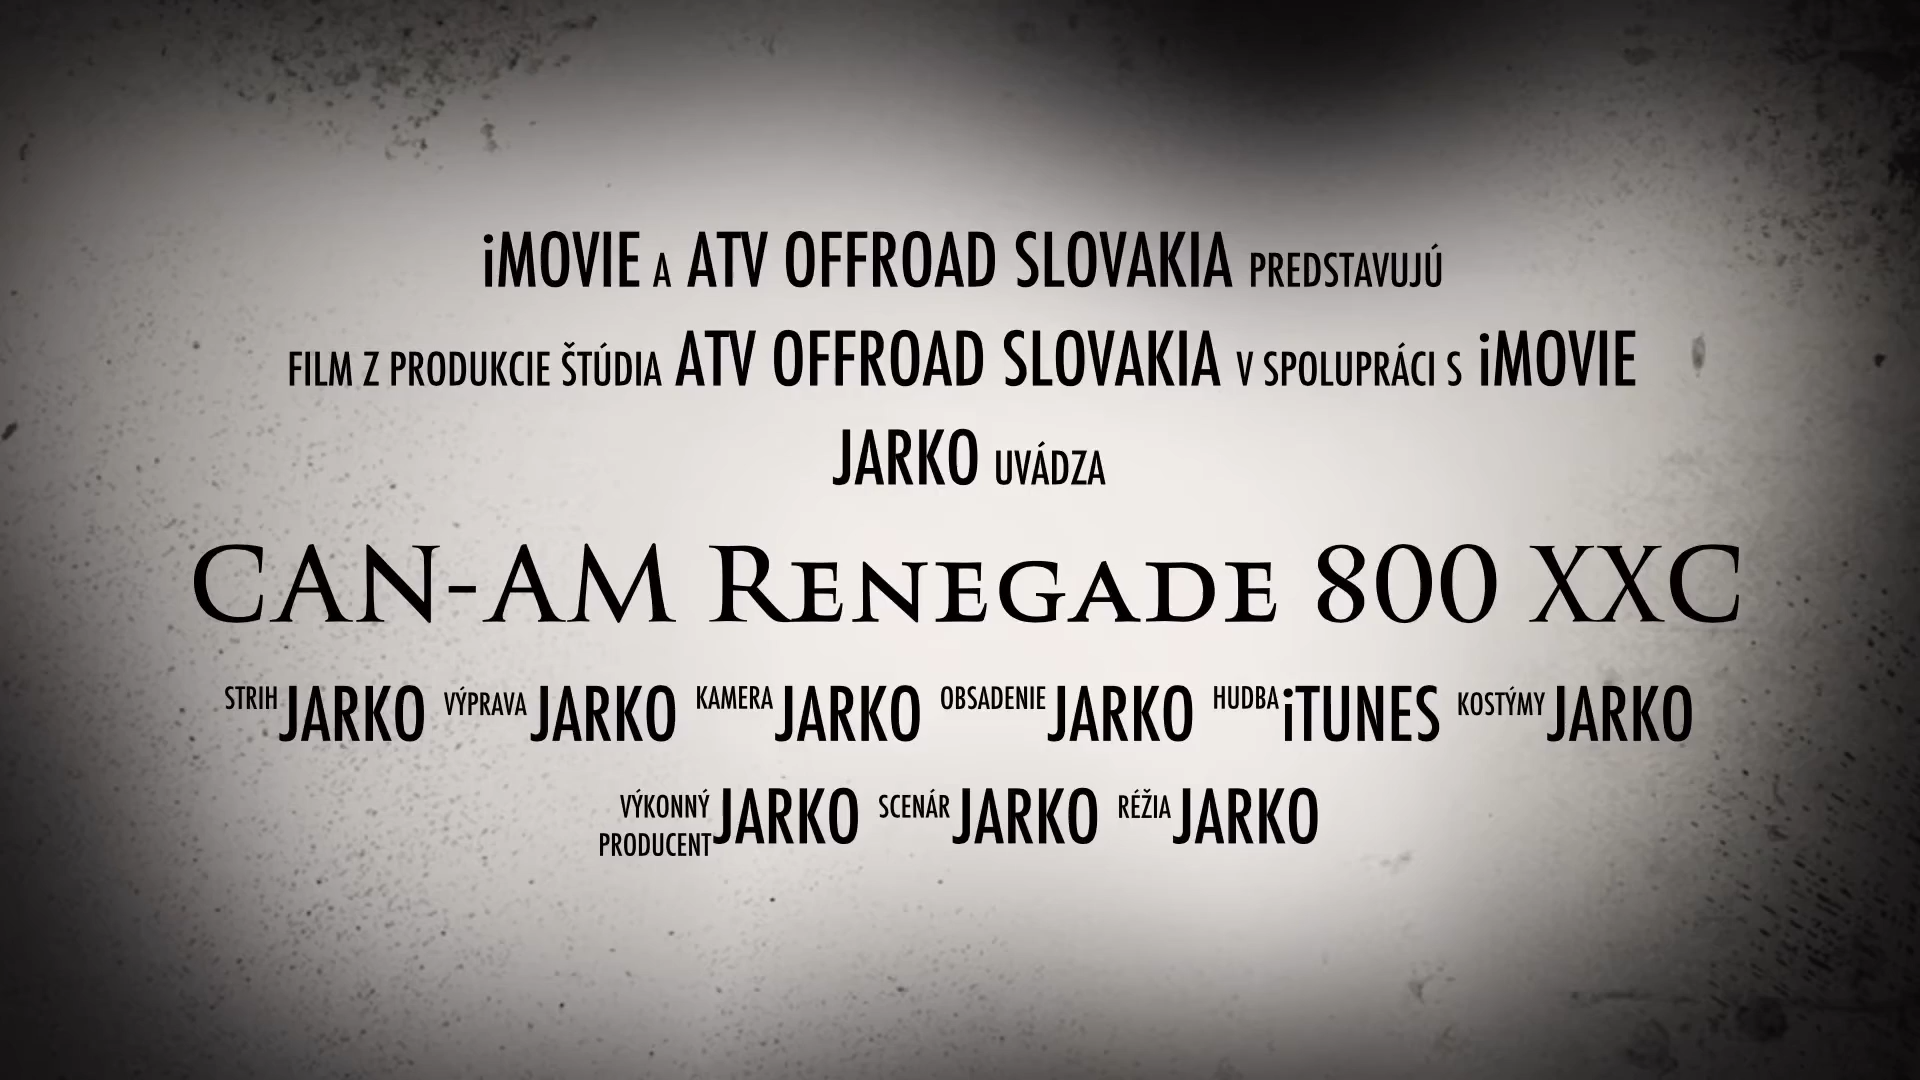 iMOVIE A ATV OFFROAD SLOVAKIA PREDSTAVUJÚ
FILM Z PRODUKCIE ŠTÚDIA ATV OFFROAD SLOVAKIA V SPOLUPRÁCI S iMOVIE
JARKO UVÁDZA
CAN-AM RENEGADE 800 XXC
STRIH JARKO VÝPRAVA JARKO KAMERA JARKO OBSADENIE JARKO HUDBA iTUNES KOSTÝMY JARKO
VÝKONNÝ PRODUCENT JARKO SCENÁR JARKO RÉŽIA JARKO